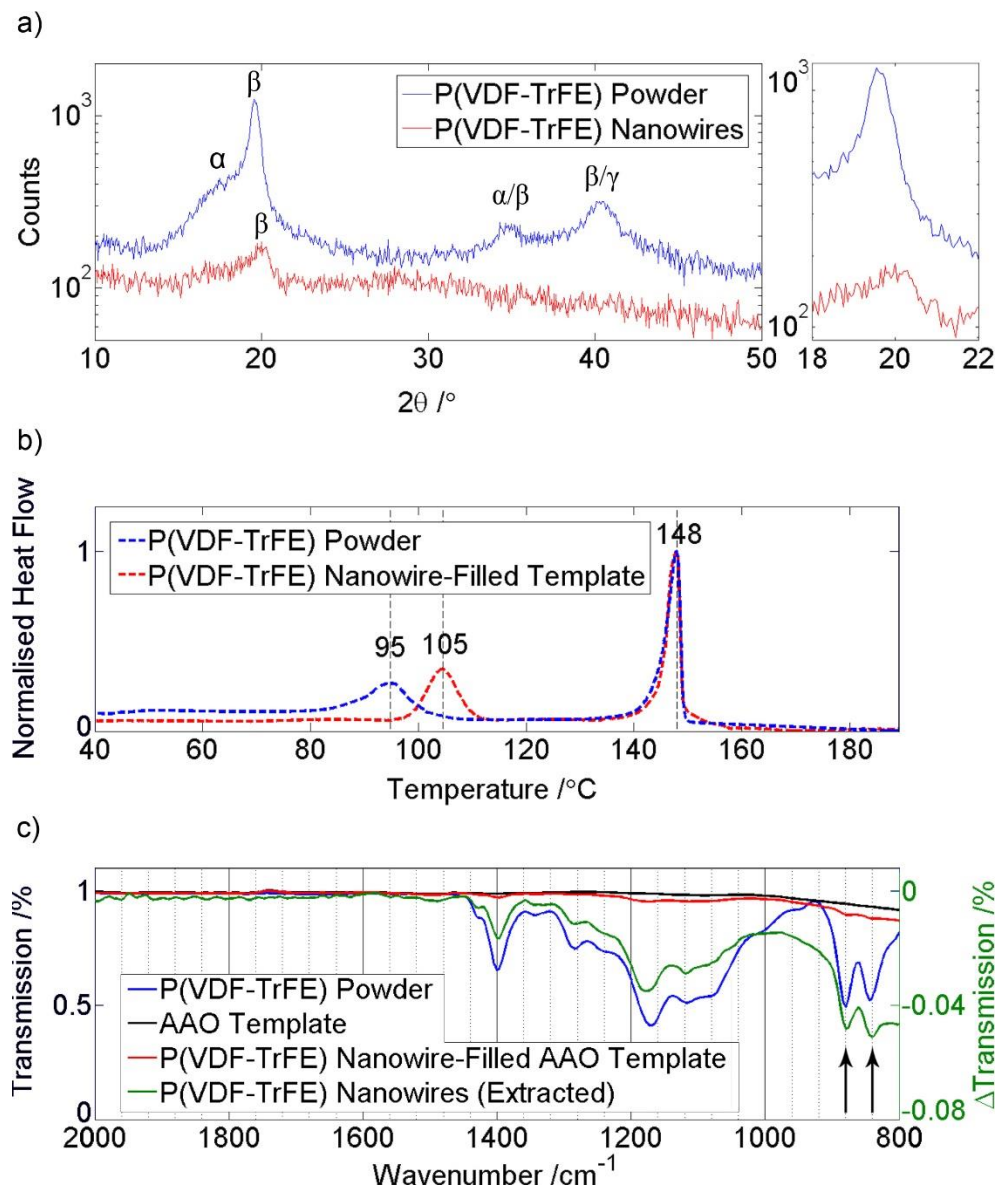 a)
β
P(VDF-TrFE) Powder
P(VDF-TrFE) Nanowires
α
β
α/β
β/γ
Counts
10³
10²
10 20 30 40 50
2θ /°
10³
10²
18 20 22
b)
P(VDF-TrFE) Powder
P(VDF-TrFE) Nanowire-Filled Template
95 105 148
Normalised Heat Flow
1
0
40 60 80 100 120 140 160 180
Temperature /°C
c)
Transmission /%
1
0.5
0
P(VDF-TrFE) Powder
AAO Template
P(VDF-TrFE) Nanowire-Filled AAO Template
P(VDF-TrFE) Nanowires (Extracted)
0
-0.04
-0.08
ΔTransmission /%
2000 1800 1600 1400 1200 1000 800
Wavenumber /cm⁻¹